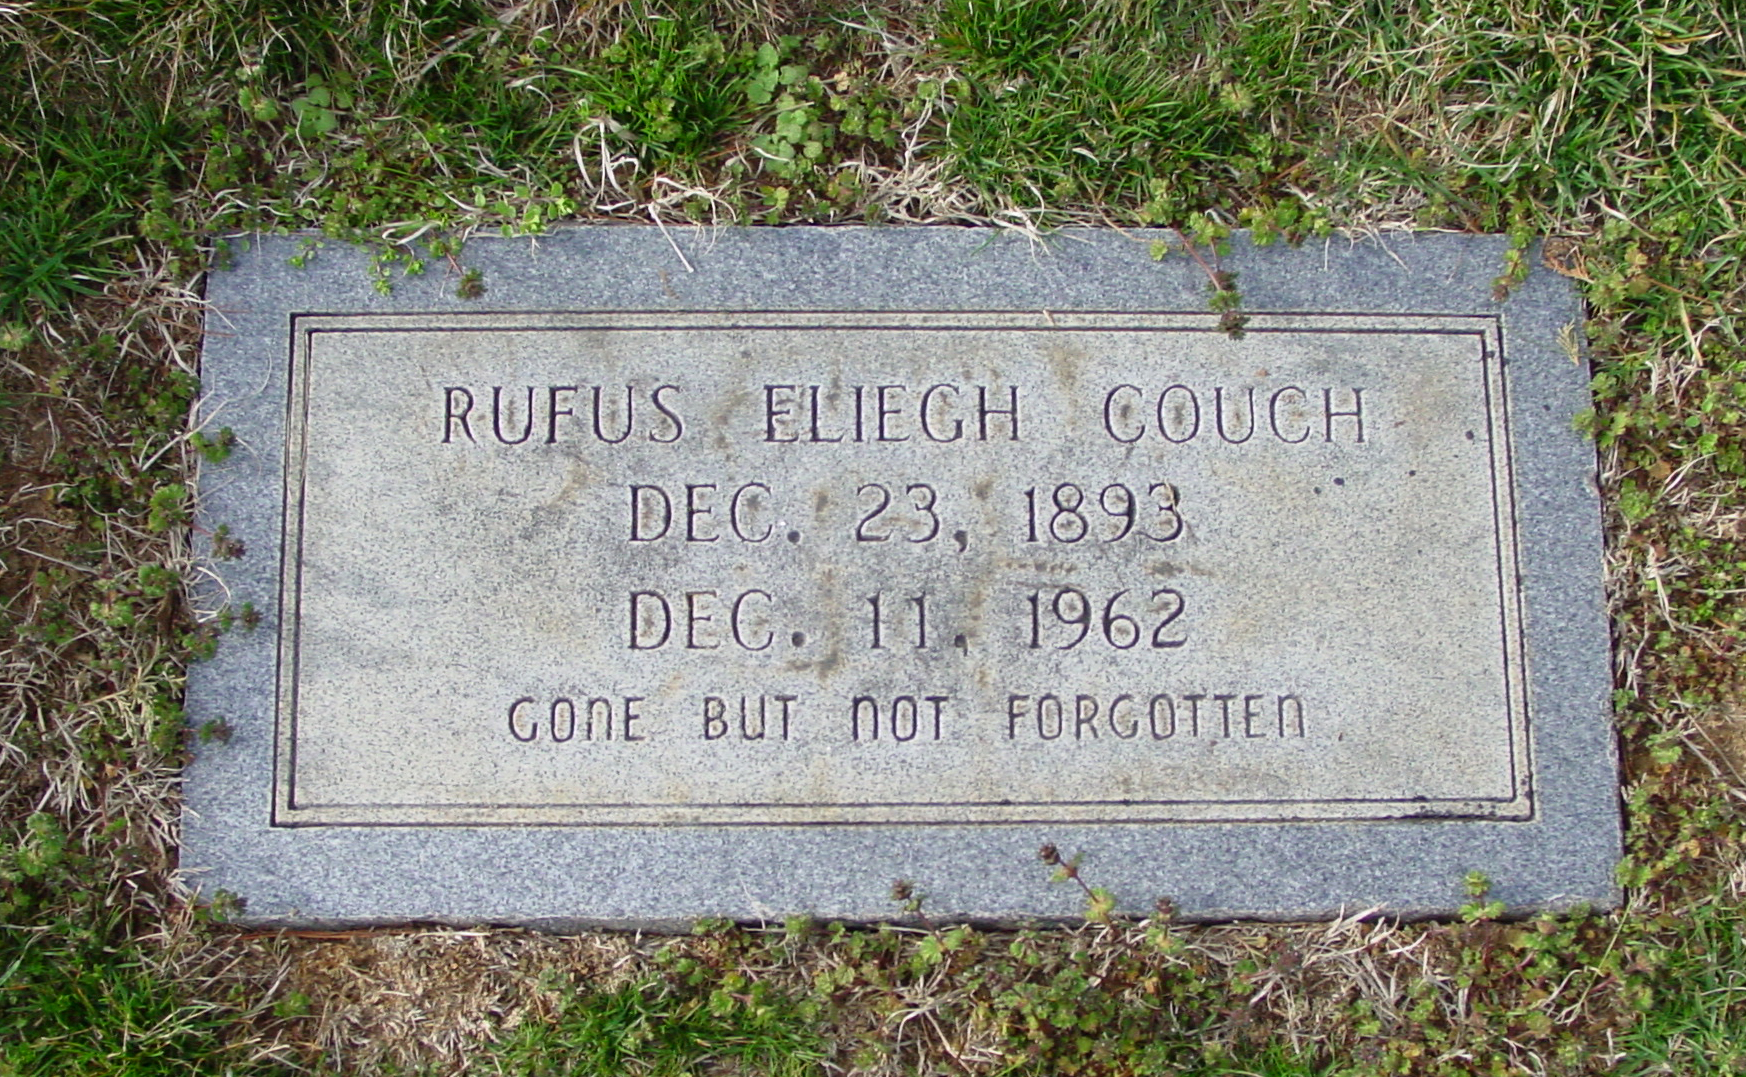 RUFUS ELIEGH COUCH
DEC. 23, 1893
DEC. 11, 1962
GONE BUT NOT FORGOTTEN